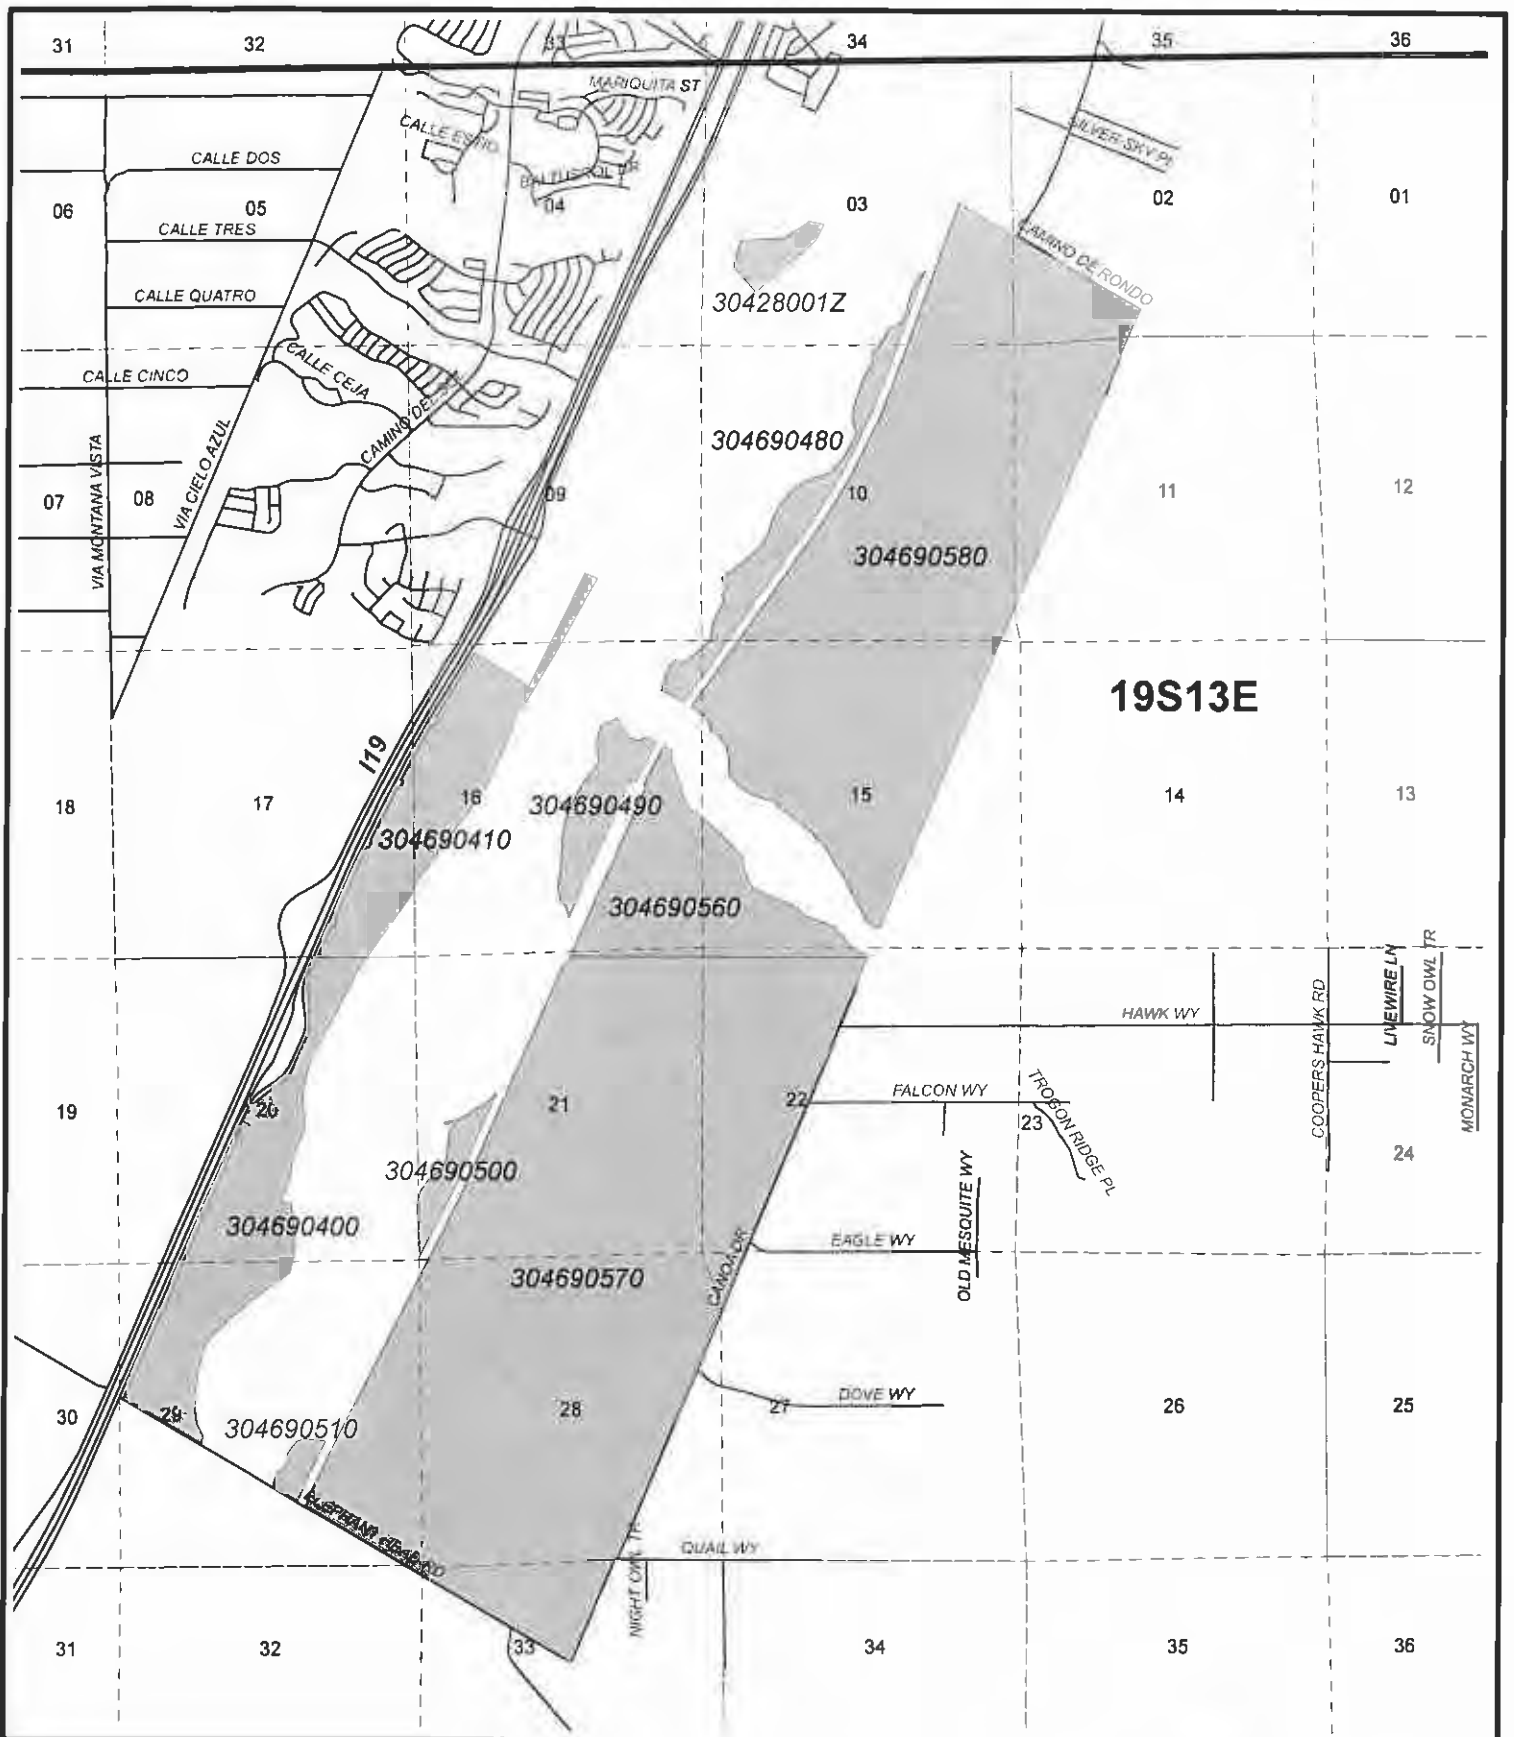 31 32 33 34 35 36
MARIQUITA ST
CALLE ESTIO
SILVER SKY PL
CALLE DOS
BALTUSROL DR
06 05 04 03 02 01
CALLE TRES
CAMINO DE RONDO
CALLE QUATRO
30428001Z
CALLE CINCO
CALLE CEJA
CAMINO DEL
304690480
VIA MONTANA VISTA
VIA CIELO AZUL
07 08 09 10 11 12
304690580
19S13E
I19
18 17 16 15 14 13
304690490
304690410
304690560
LIVEWIRE LN
SNOW OWL TR
HAWK WY
COOPERS HAWK RD
MONARCH WY
FALCON WY
TROGON RIDGE PL
19 20 21 22 23 24
304690500
OLD MESQUITE WY
304690400
EAGLE WY
CANOA DR
304690570
DOVE WY
30 29 28 27 26 25
304690510
QUAIL WY
NIGHT OWL TR
31 32 33 34 35 36